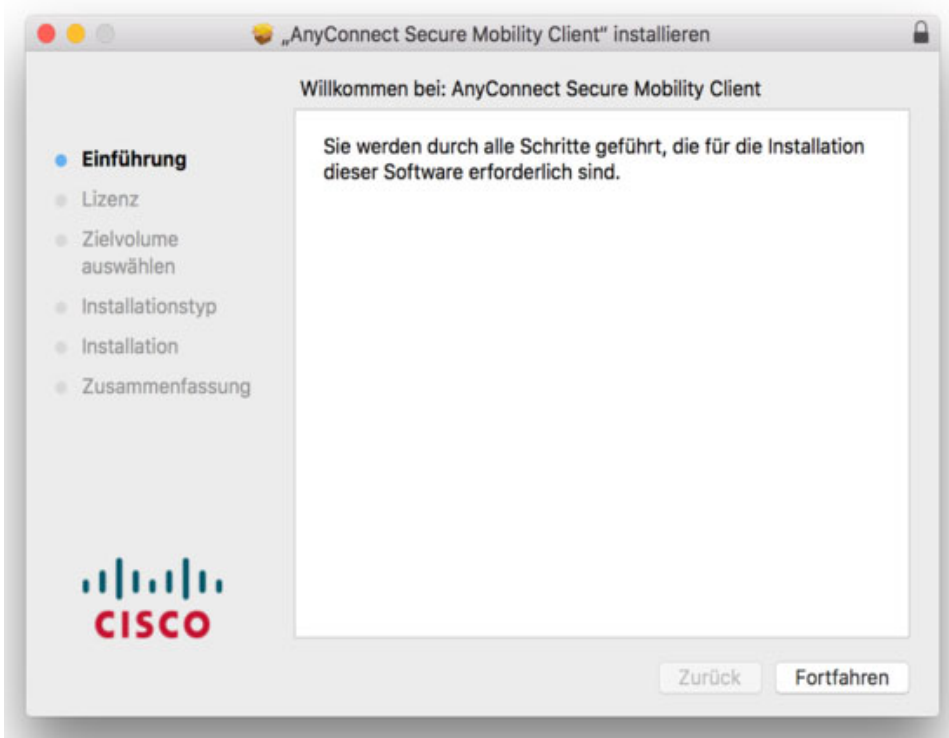 „AnyConnect Secure Mobility Client“ installieren
Willkommen bei: AnyConnect Secure Mobility Client
Einführung
Lizenz
Zielvolume
auswählen
Installationstyp
Installation
Zusammenfassung
Sie werden durch alle Schritte geführt, die für die Installation
dieser Software erforderlich sind.
CISCO
Zurück
Fortfahren